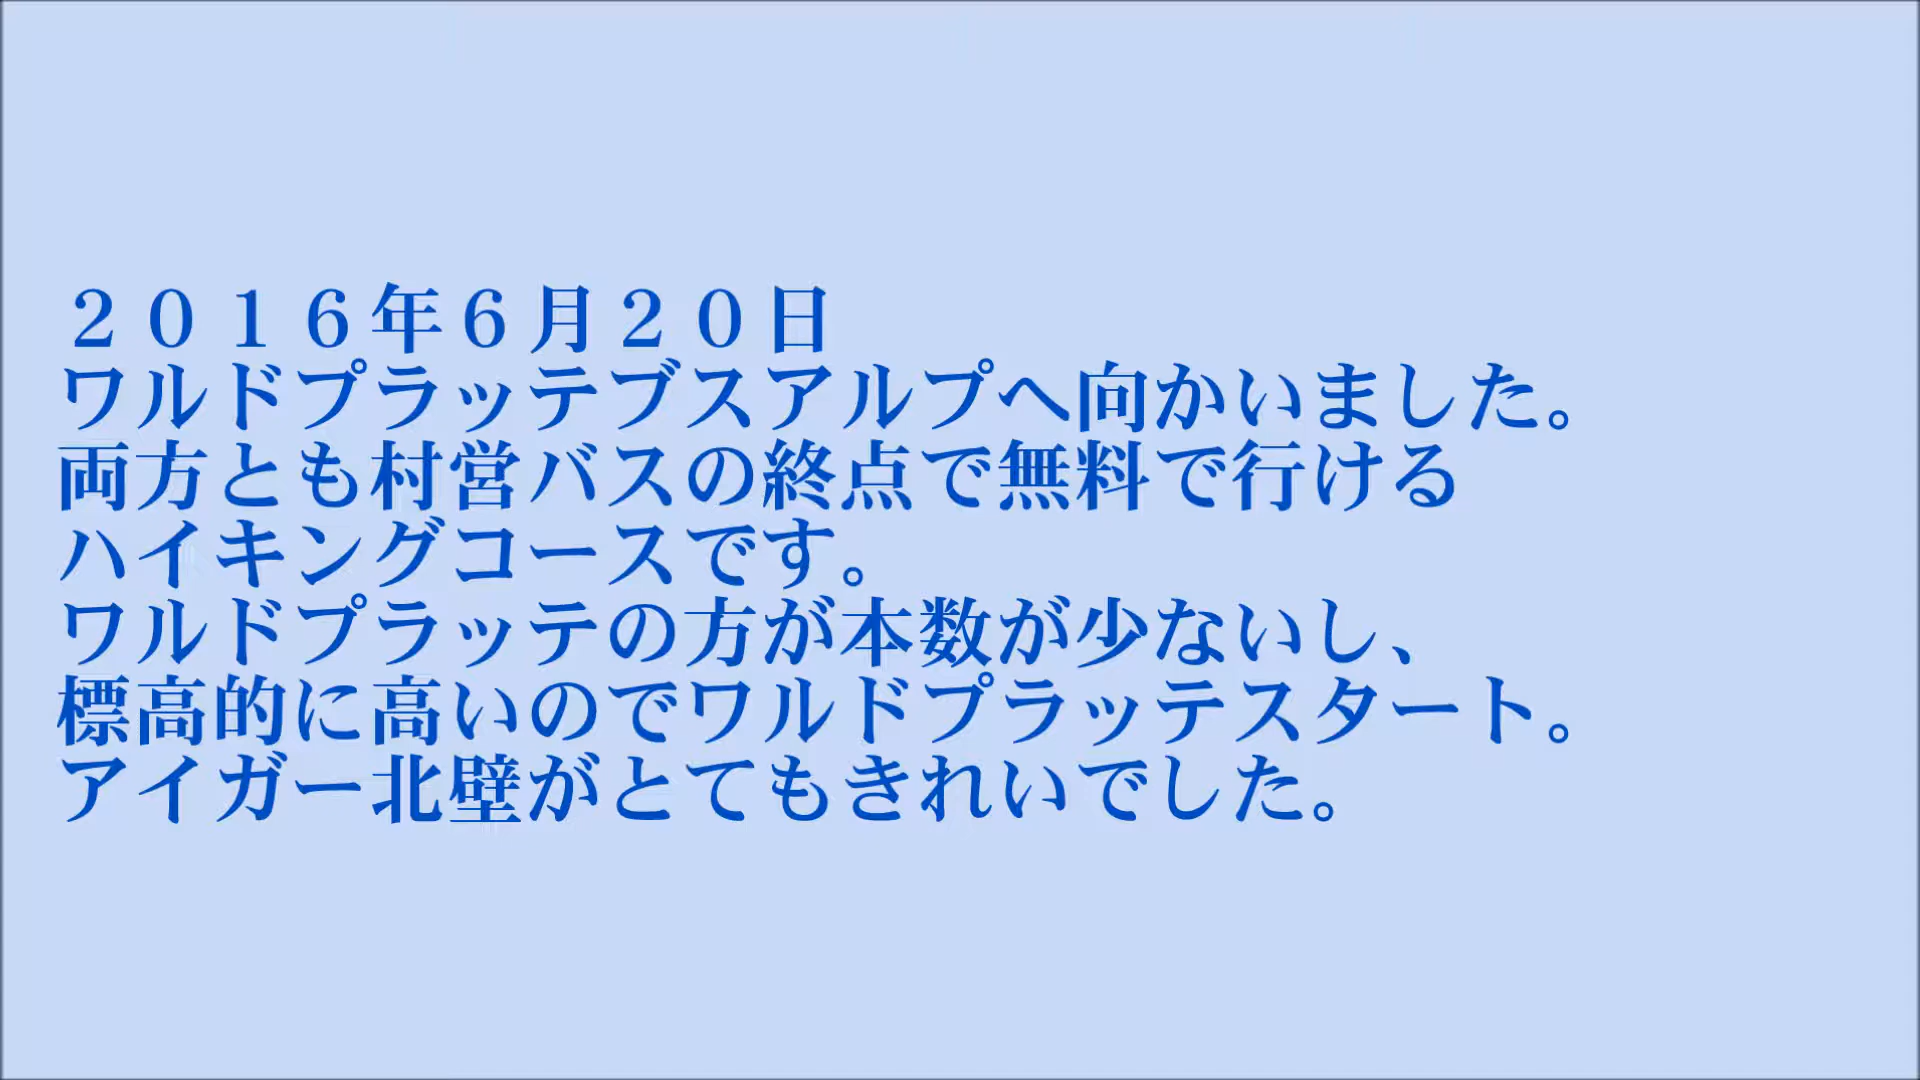 ２０１６年６月２０日
ワルドプラッテブスアルプへ向かいました。
両方とも村営バスの終点で無料で行ける
ハイキングコースです。
ワルドプラッテの方が本数が少ないし、
標高的に高いのでワルドプラッテスタート。
アイガー北壁がとてもきれいでした。